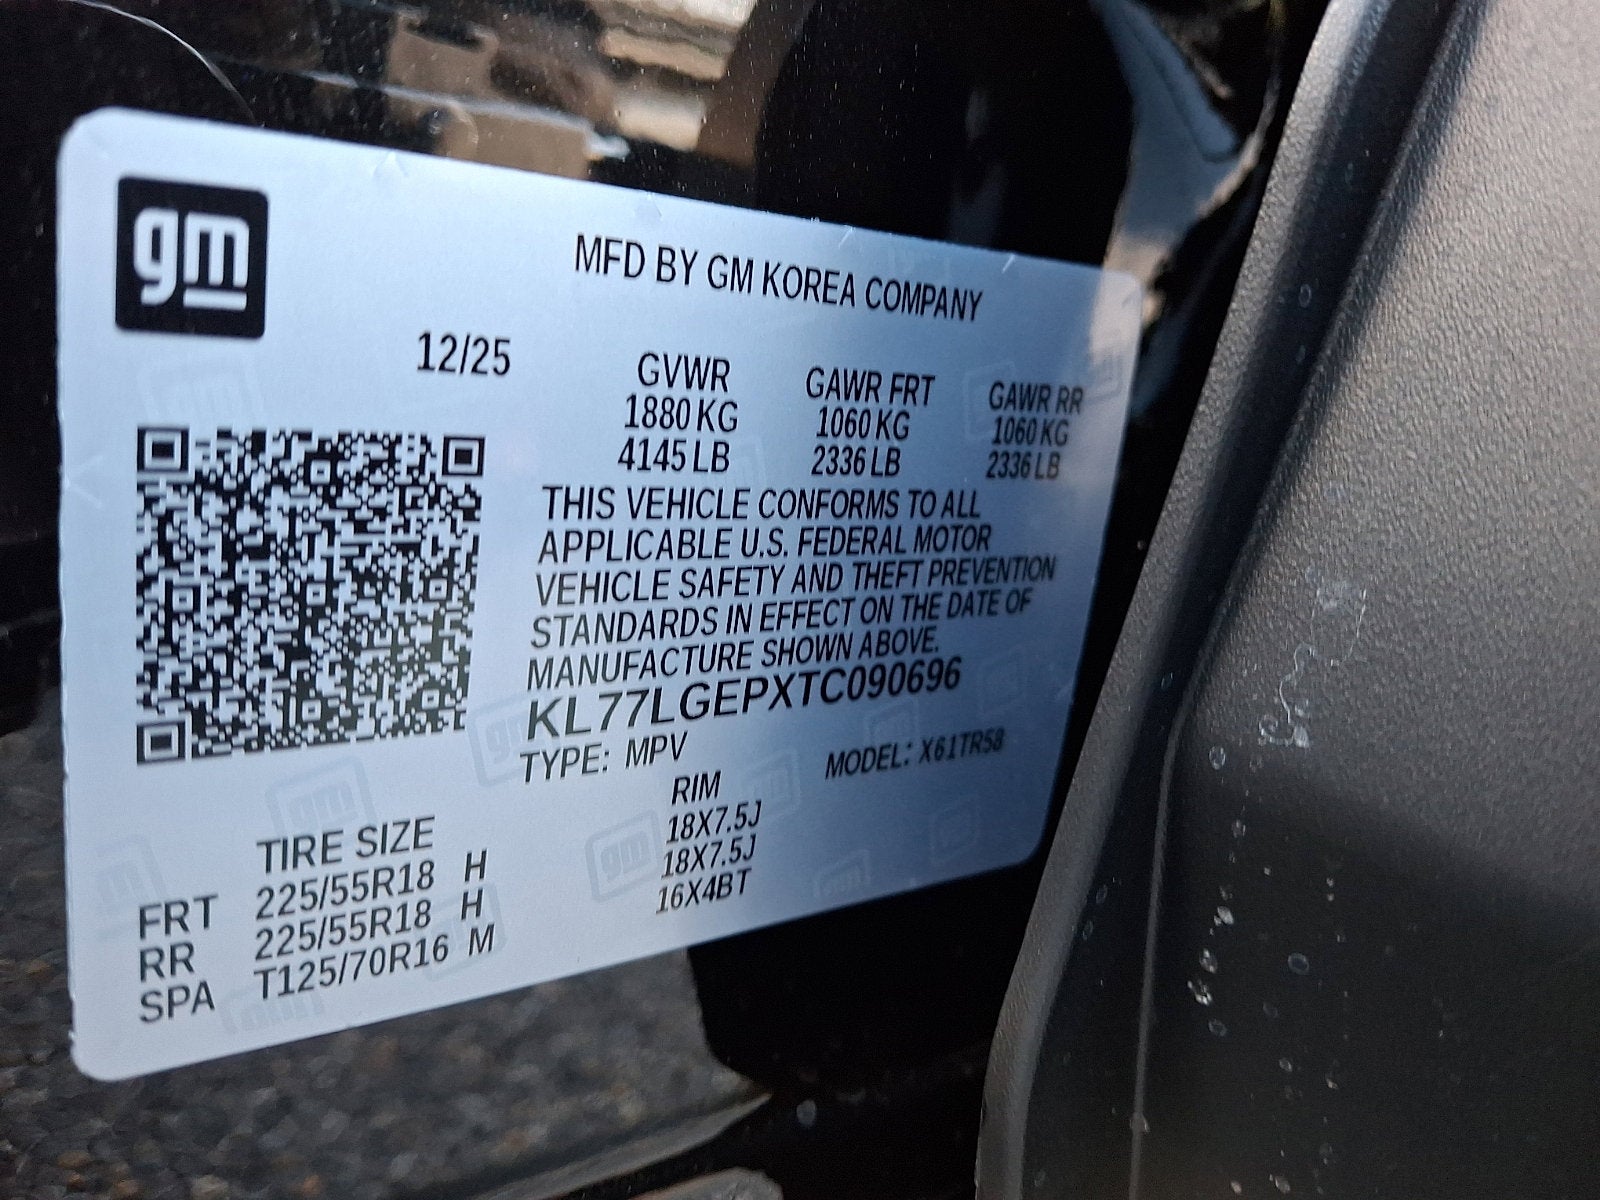 gm
MFD BY GM KOREA COMPANY
12/25
GVWR GAWR FRT GAWR RR
1880 KG 1060 KG 1060 KG
4145 LB 2336 LB 2336 LB
THIS VEHICLE CONFORMS TO ALL
APPLICABLE U.S. FEDERAL MOTOR
VEHICLE SAFETY AND THEFT PREVENTION
STANDARDS IN EFFECT ON THE DATE OF
MANUFACTURE SHOWN ABOVE.
KL77LGEPXTC090696
TYPE: MPV MODEL: X61TR58
TIRE SIZE RIM
FRT 225/55R18 H 18X7.5J
RR 225/55R18 H 18X7.5J
SPA T125/70R16 M 16X4BT